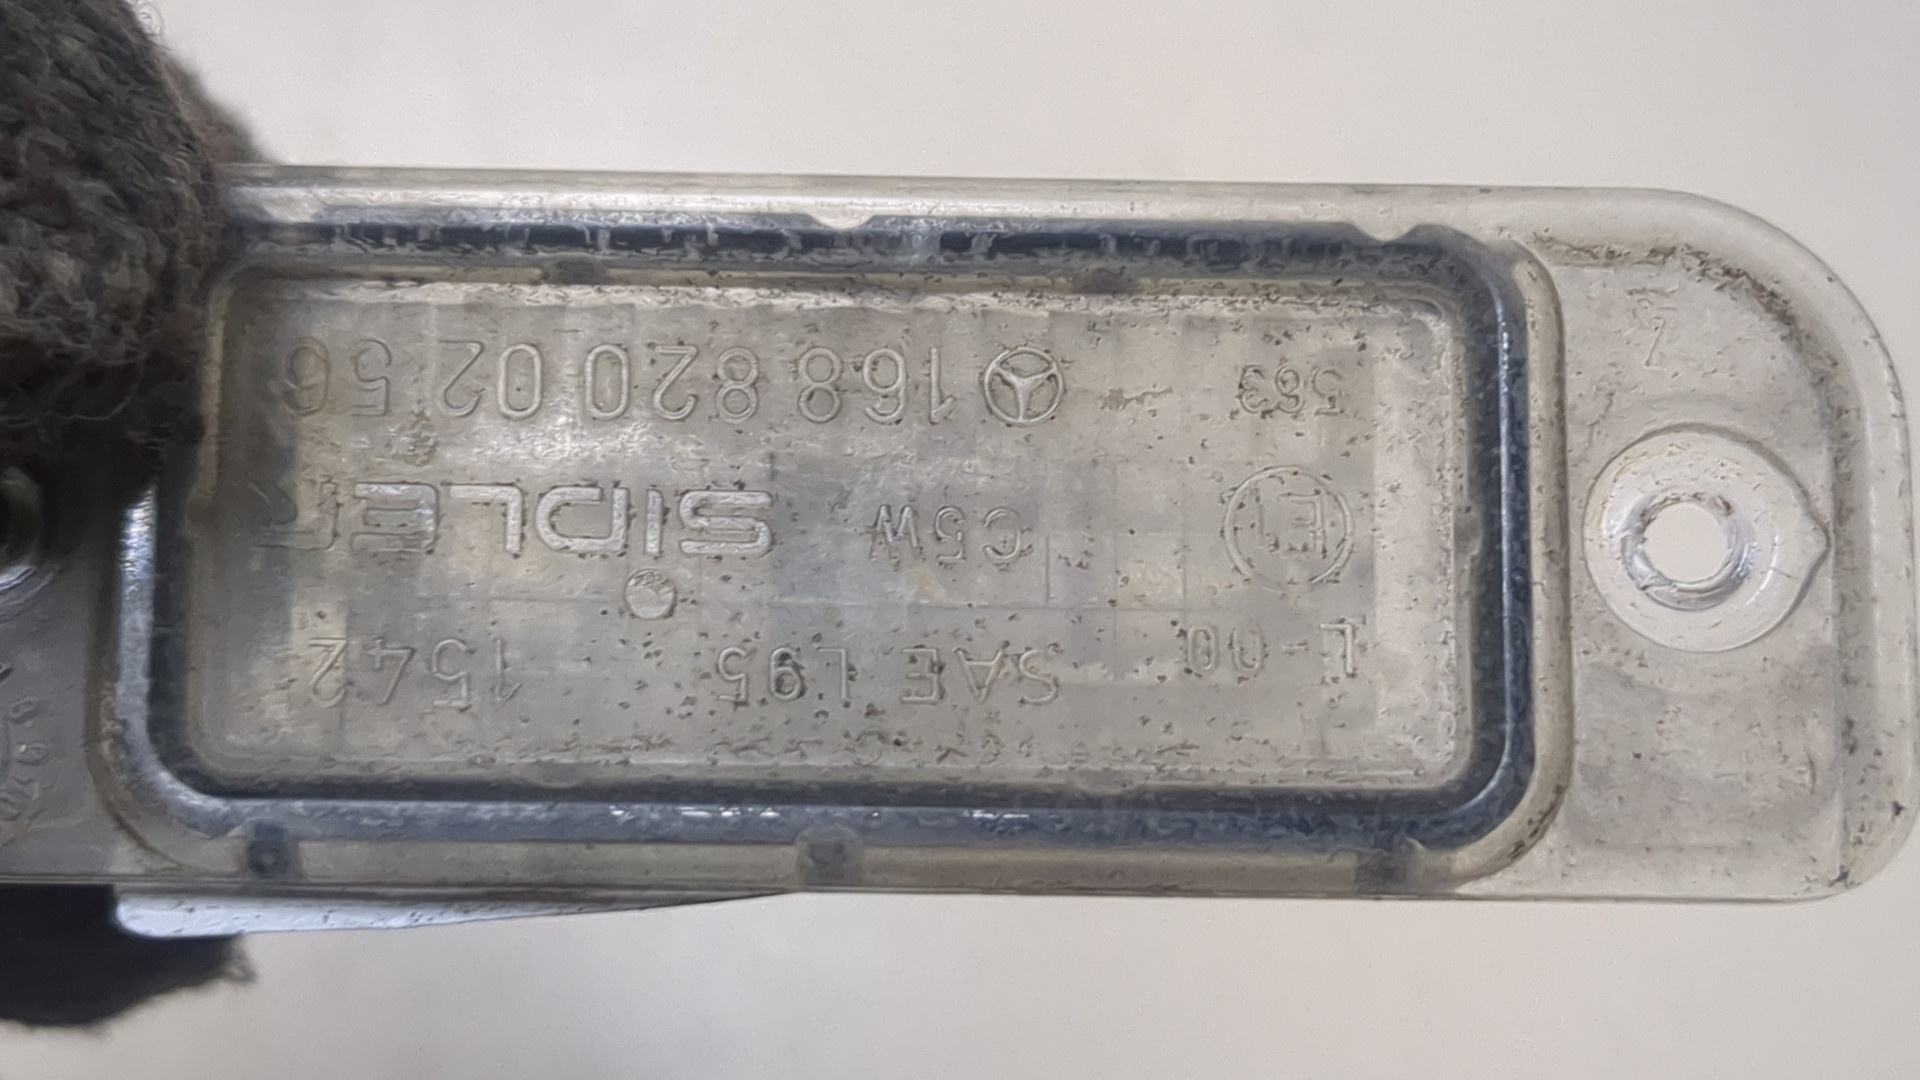 L 00 SAE L95 1542
E1 C5W SIDLER
563 168 820 02 56